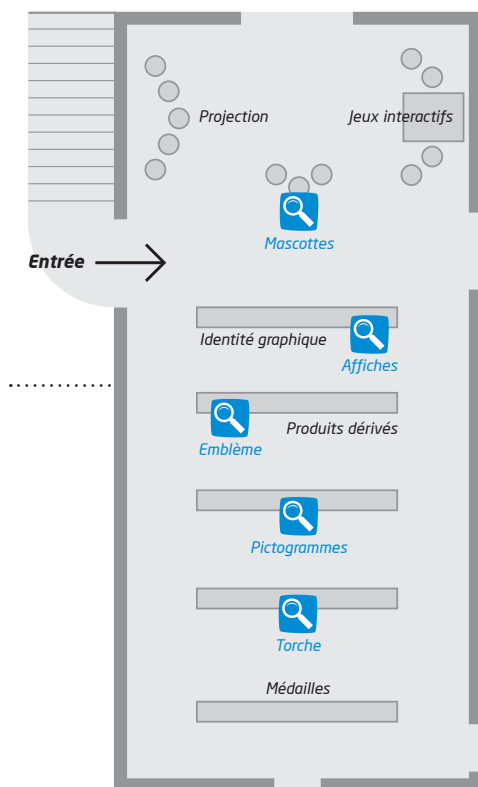 Projection
Jeux interactifs
Mascottes
Entrée
Identité graphique
Affiches
Produits dérivés
Emblème
Pictogrammes
Torche
Médailles